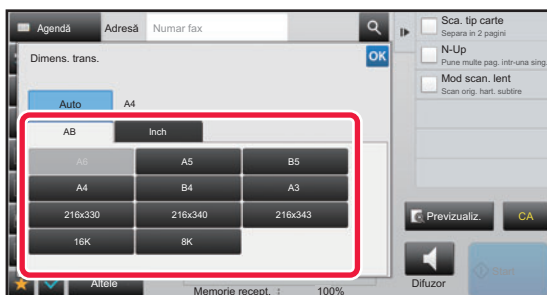 Agendă
Adresă
Numar fax
Sca. tip carte
Separa in 2 pagini
Dimens. trans.
OK
N-Up
Pune multe pag. intr-una sing.
Mod scan. lent
Scan orig. hart. subtire
Auto
A4
AB
Inch
A6
A5
B5
A4
B4
A3
216x330
216x340
216x343
16K
8K
Previzualiz.
CA
Altele
Memorie recept. :
100%
Difuzor
Start